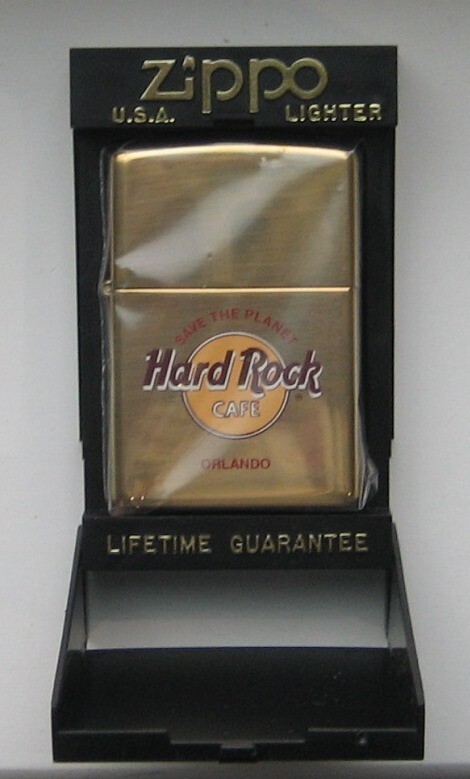 Zippo
U.S.A. LIGHTER
SAVE THE PLANET
Hard Rock
CAFE
®
ORLANDO
LIFETIME GUARANTEE